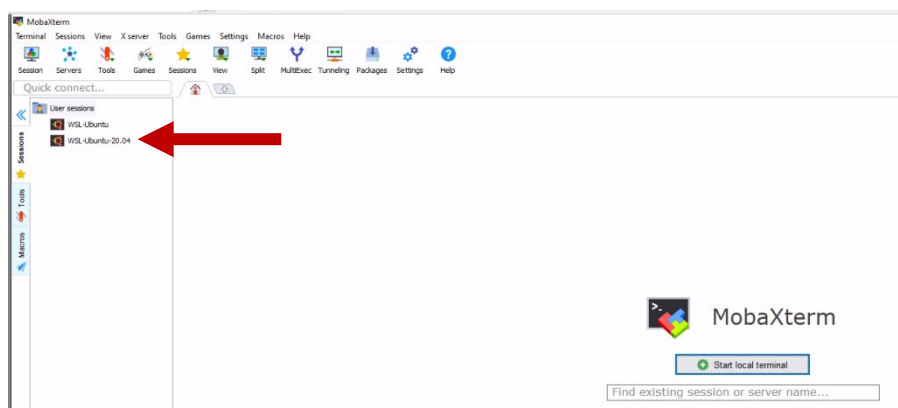 MobaXterm
Terminal Sessions View X server Tools Games Settings Macros Help
Session Servers Tools Games Sessions View Split MultiExec Tunneling Packages Settings Help
Quick connect...
User sessions
WSL-Ubuntu
WSL-Ubuntu-20.04
Sessions
Tools
Macros
MobaXterm
Start local terminal
Find existing session or server name...